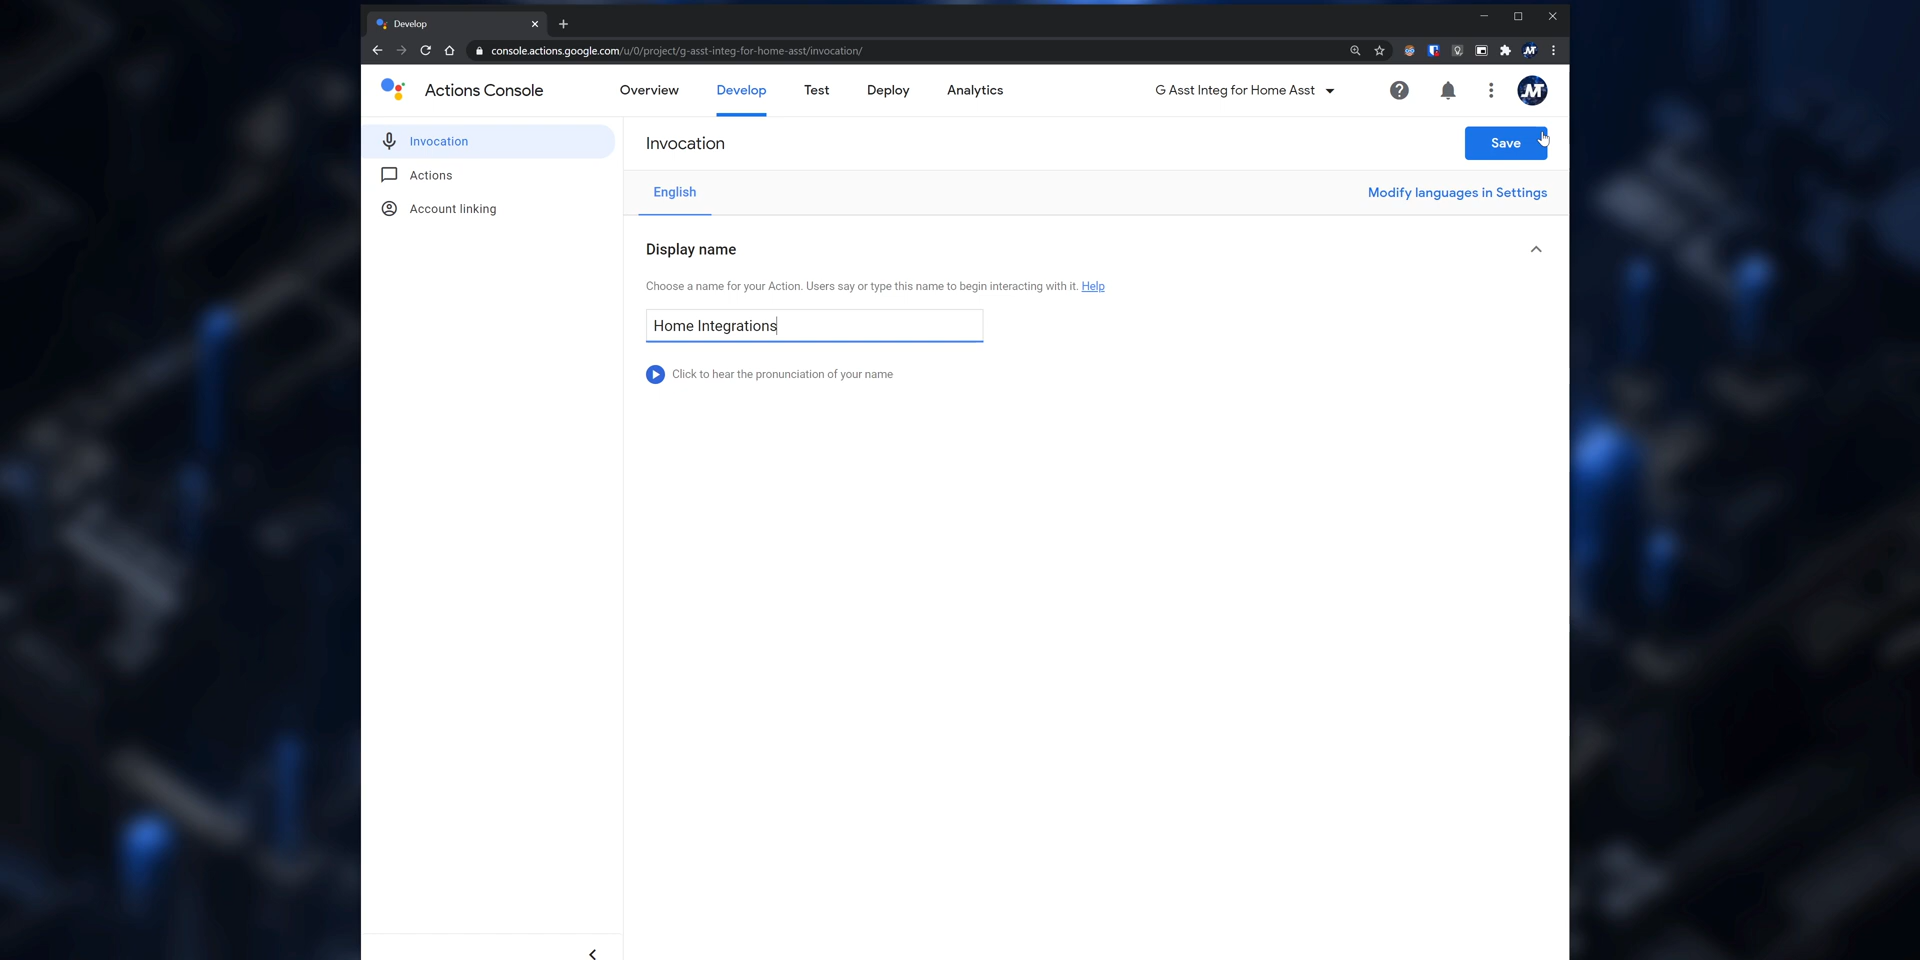 Develop
console.actions.google.com/u/0/project/g-asst-integ-for-home-asst/invocation/
Actions Console
Overview
Develop
Test
Deploy
Analytics
G Asst Integ for Home Asst
Invocation
Actions
Account linking
Invocation
Save
English
Modify languages in Settings
Display name
Choose a name for your Action. Users say or type this name to begin interacting with it. Help
Home Integrations
Click to hear the pronunciation of your name